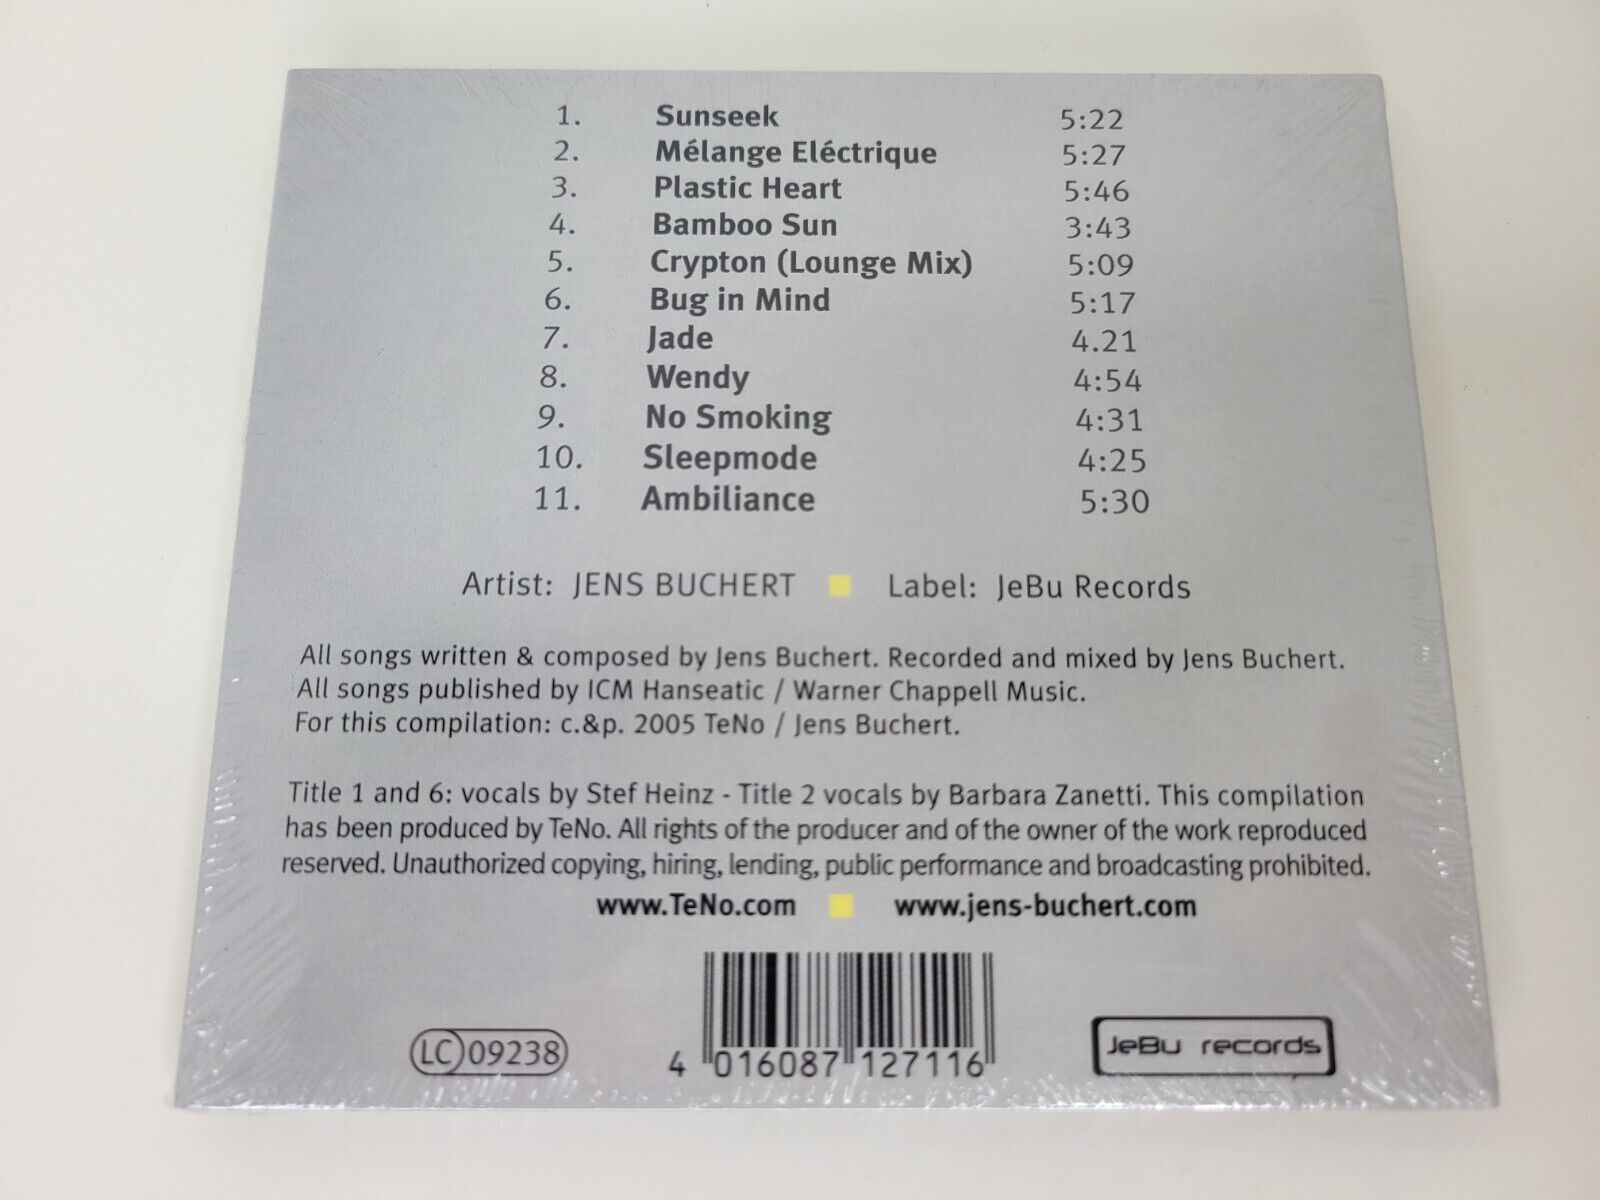 1. Sunseek 5:22
2. Mélange Eléctrique 5:27
3. Plastic Heart 5:46
4. Bamboo Sun 3:43
5. Crypton (Lounge Mix) 5:09
6. Bug in Mind 5:17
7. Jade 4.21
8. Wendy 4:54
9. No Smoking 4:31
10. Sleepmode 4:25
11. Ambiliance 5:30
Artist: JENS BUCHERT Label: JeBu Records
All songs written & composed by Jens Buchert. Recorded and mixed by Jens Buchert.
All songs published by ICM Hanseatic / Warner Chappell Music.
For this compilation: c.&p. 2005 TeNo / Jens Buchert.
Title 1 and 6: vocals by Stef Heinz - Title 2 vocals by Barbara Zanetti. This compilation
has been produced by TeNo. All rights of the producer and of the owner of the work reproduced
reserved. Unauthorized copying, hiring, lending, public performance and broadcasting prohibited.
www.TeNo.com www.jens-buchert.com
LC 09238 4 016087 127116 JeBu records